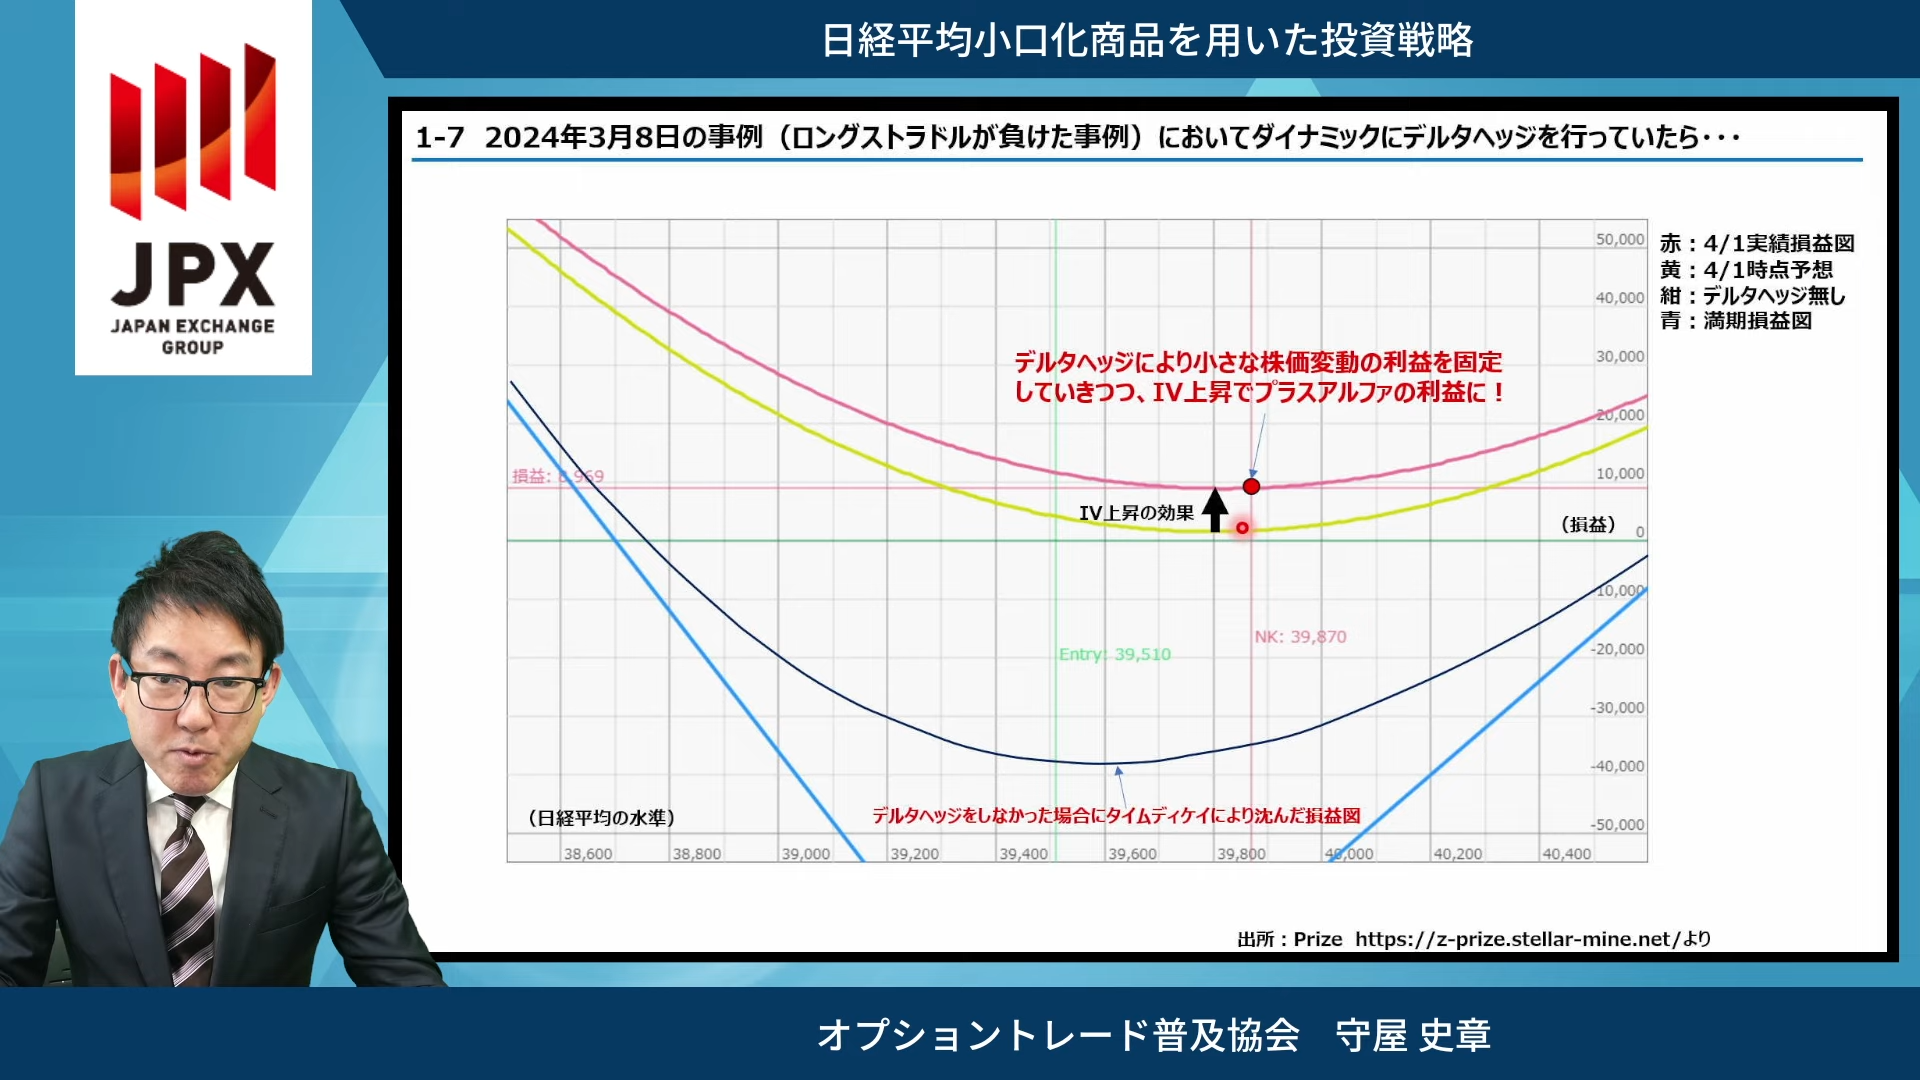 日経平均小口化商品を用いた投資戦略
JPX
JAPAN EXCHANGE
GROUP
1-7 2024年3月8日の事例（ロングストラドルが負けた事例）においてダイナミックにデルタヘッジを行っていたら･･･
赤：4/1実績損益図
黄：4/1時点予想
紺：デルタヘッジ無し
青：満期損益図
50,000
40,000
30,000
20,000
10,000
0
-10,000
-20,000
-30,000
-40,000
-50,000
デルタヘッジにより小さな株価変動の利益を固定
していきつつ、IV上昇でプラスアルファの利益に！
損益: 8,969
IV上昇の効果
（損益）
NK: 39,870
Entry: 39,510
デルタヘッジをしなかった場合にタイムディケイにより沈んだ損益図
（日経平均の水準）
38,600 38,800 39,000 39,200 39,400 39,600 39,800 40,000 40,200 40,400
出所：Prize https://z-prize.stellar-mine.net/より
オプショントレード普及協会 守屋 史章